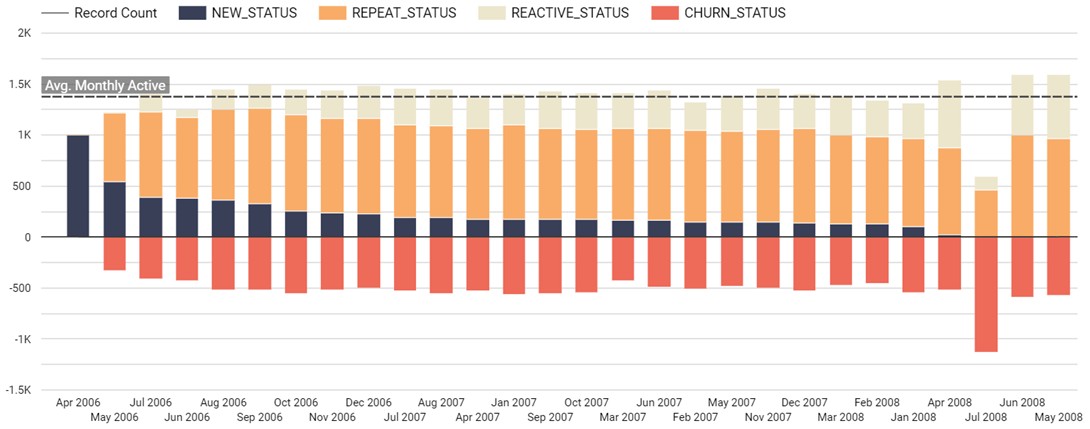 Record Count NEW_STATUS REPEAT_STATUS REACTIVE_STATUS CHURN_STATUS
2K
Avg. Monthly Active
1.5K
1K
500
0
-500
-1K
-1.5K
Apr 2006 Jul 2006 Aug 2006 Oct 2006 Dec 2006 Aug 2007 Jan 2007 Oct 2007 Jun 2007 May 2007 Dec 2007 Feb 2008 Apr 2008 Jun 2008
May 2006 Jun 2006 Sep 2006 Nov 2006 Jul 2007 Apr 2007 Sep 2007 Mar 2007 Feb 2007 Nov 2007 Mar 2008 Jan 2008 Jul 2008 May 2008